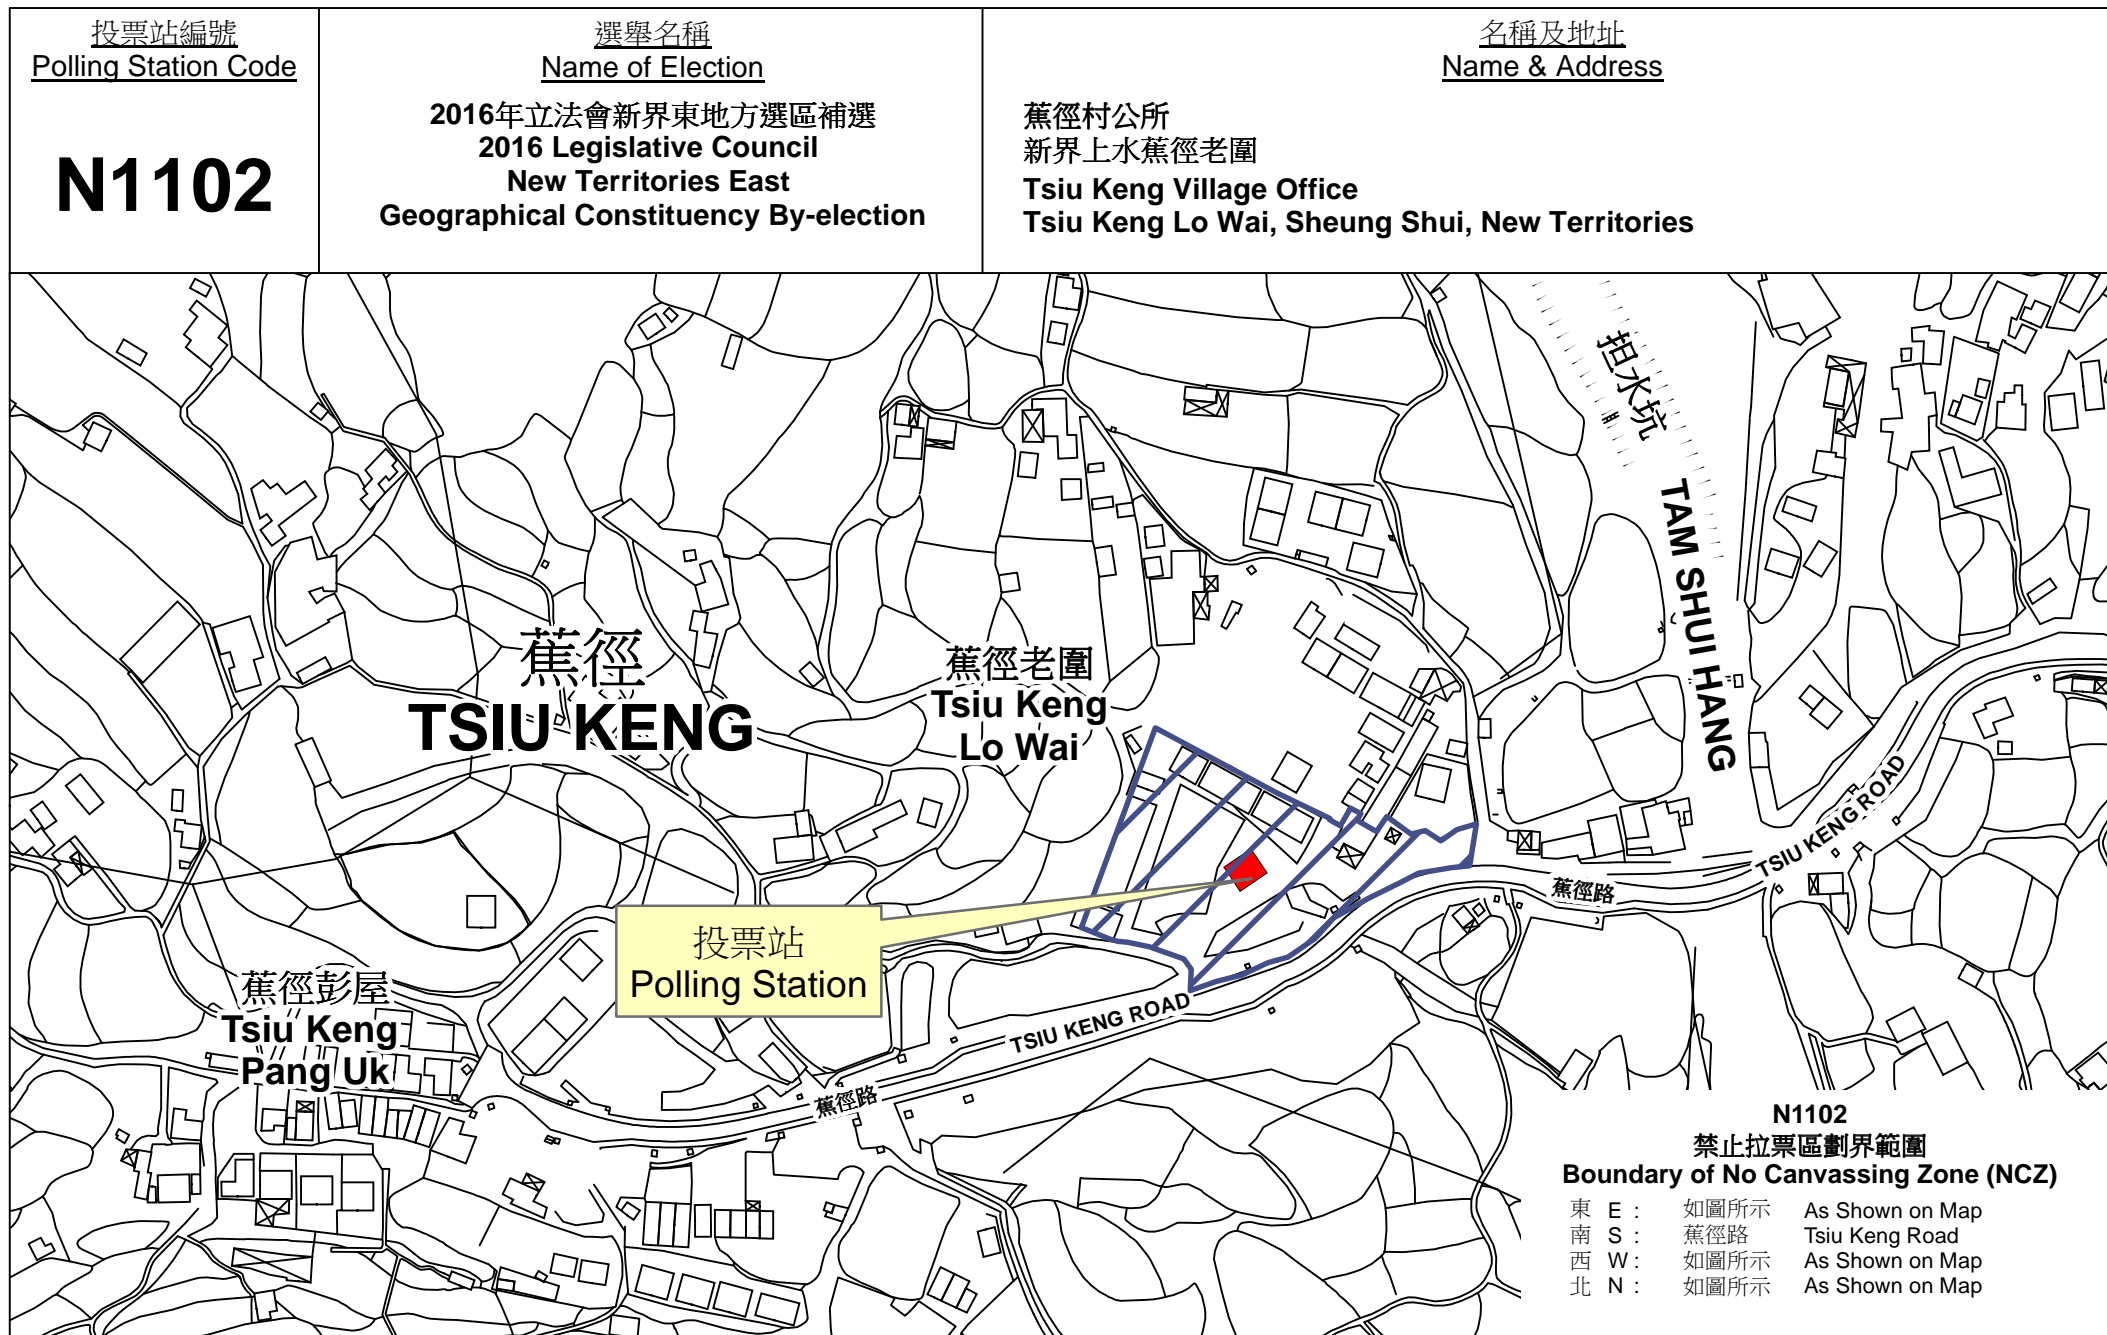 投票站編號
Polling Station Code
N1102
選舉名稱
Name of Election
2016年立法會新界東地方選區補選
2016 Legislative Council
New Territories East
Geographical Constituency By-election
名稱及地址
Name & Address
蕉徑村公所
新界上水蕉徑老圍
Tsiu Keng Village Office
Tsiu Keng Lo Wai, Sheung Shui, New Territories
担水坑
TAM SHUI HANG
蕉徑
TSIU KENG
蕉徑老圍
Tsiu Keng
Lo Wai
TSIU KENG ROAD
蕉徑路
投票站
Polling Station
蕉徑彭屋
Tsiu Keng
Pang Uk
TSIU KENG ROAD
蕉徑路
N1102
禁止拉票區劃界範圍
Boundary of No Canvassing Zone (NCZ)
東 E : 如圖所示 As Shown on Map
南 S : 蕉徑路 Tsiu Keng Road
西 W : 如圖所示 As Shown on Map
北 N : 如圖所示 As Shown on Map